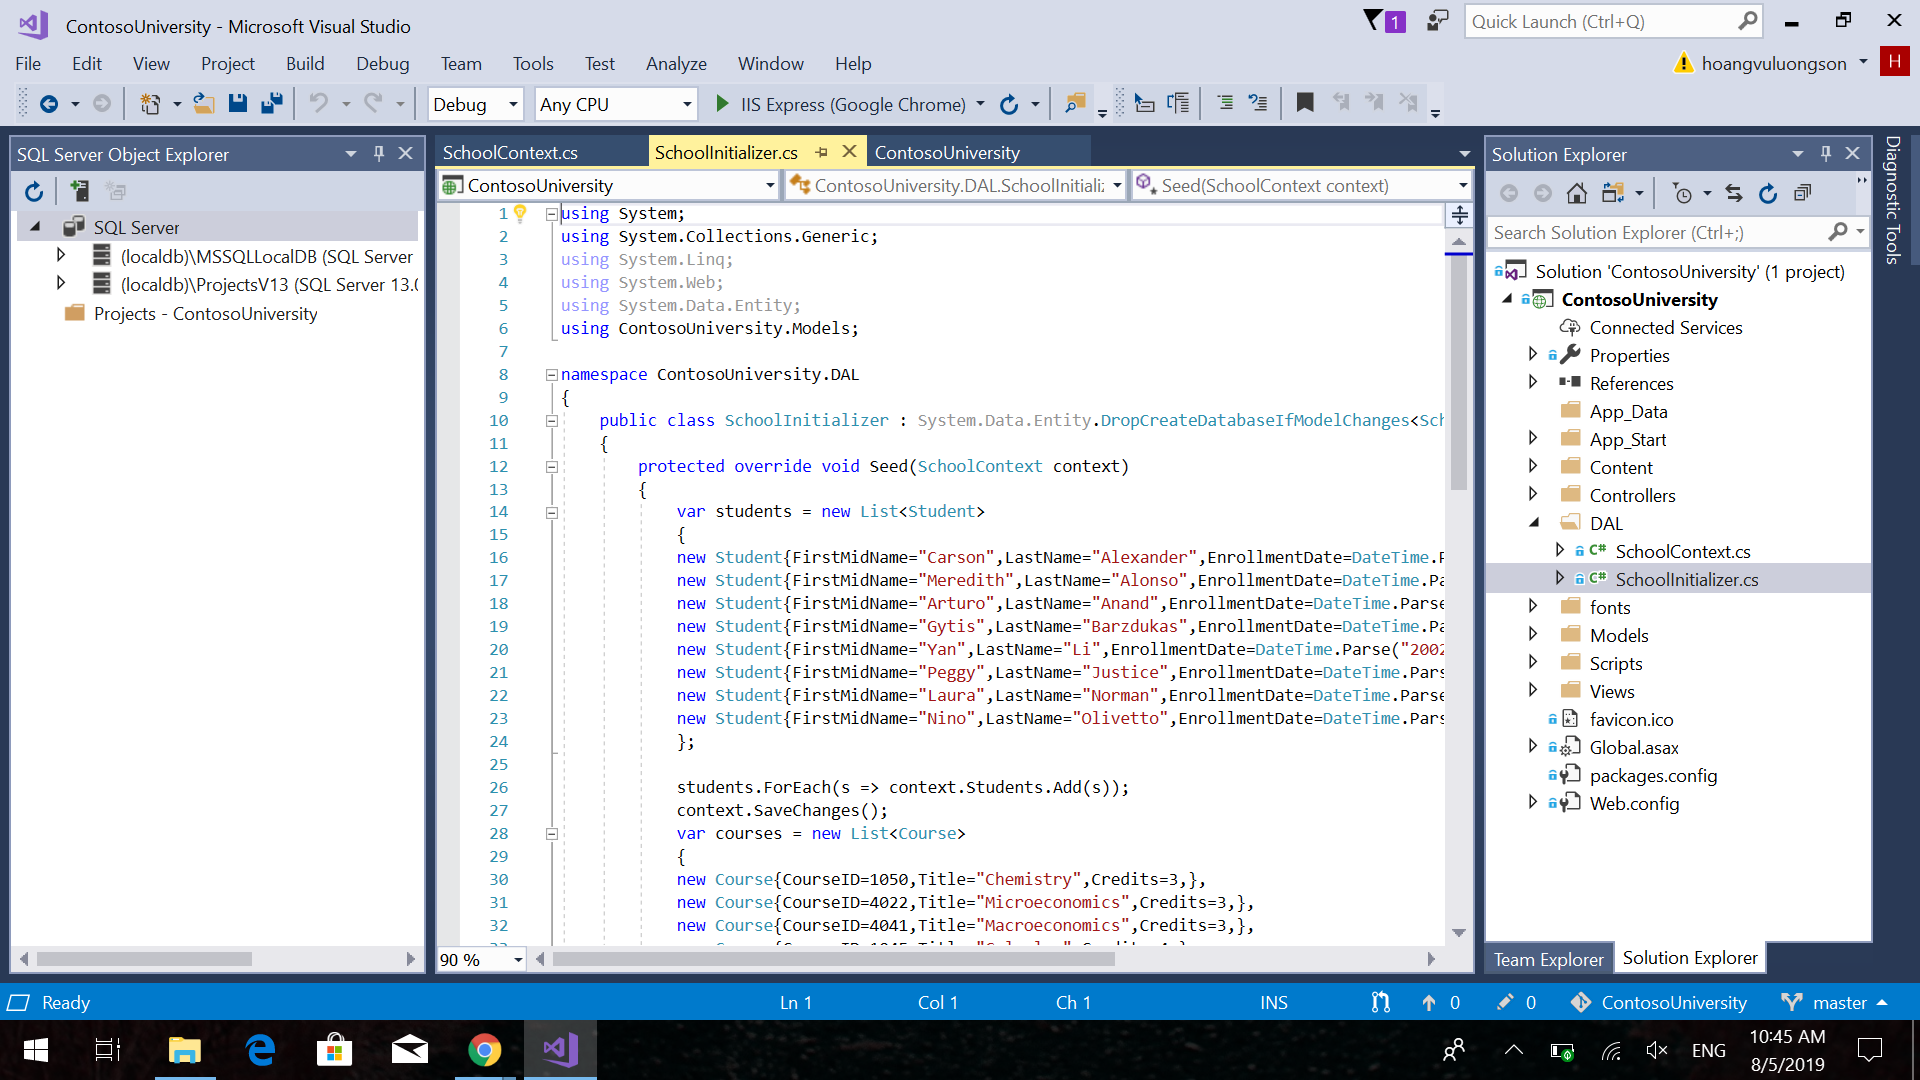 ContosoUniversity - Microsoft Visual Studio
1
Quick Launch (Ctrl+Q)
File Edit View Project Build Debug Team Tools Test Analyze Window Help
hoangvuluongson
H
Debug Any CPU IIS Express (Google Chrome)
SQL Server Object Explorer
SQL Server
(localdb)\MSSQLLocalDB (SQL Server
(localdb)\ProjectsV13 (SQL Server 13.0
Projects - ContosoUniversity
SchoolContext.cs SchoolInitializer.cs ContosoUniversity
ContosoUniversity ContosoUniversity.DAL.SchoolInitializ Seed(SchoolContext context)
1 using System;
2 using System.Collections.Generic;
3 using System.Linq;
4 using System.Web;
5 using System.Data.Entity;
6 using ContosoUniversity.Models;
7
8 namespace ContosoUniversity.DAL
9 {
10 public class SchoolInitializer : System.Data.Entity.DropCreateDatabaseIfModelChanges<Sch
11 {
12 protected override void Seed(SchoolContext context)
13 {
14 var students = new List<Student>
15 {
16 new Student{FirstMidName="Carson",LastName="Alexander",EnrollmentDate=DateTime.P
17 new Student{FirstMidName="Meredith",LastName="Alonso",EnrollmentDate=DateTime.Pa
18 new Student{FirstMidName="Arturo",LastName="Anand",EnrollmentDate=DateTime.Parse
19 new Student{FirstMidName="Gytis",LastName="Barzdukas",EnrollmentDate=DateTime.Pa
20 new Student{FirstMidName="Yan",LastName="Li",EnrollmentDate=DateTime.Parse("2002
21 new Student{FirstMidName="Peggy",LastName="Justice",EnrollmentDate=DateTime.Pars
22 new Student{FirstMidName="Laura",LastName="Norman",EnrollmentDate=DateTime.Parse
23 new Student{FirstMidName="Nino",LastName="Olivetto",EnrollmentDate=DateTime.Pars
24 };
25
26 students.ForEach(s => context.Students.Add(s));
27 context.SaveChanges();
28 var courses = new List<Course>
29 {
30 new Course{CourseID=1050,Title="Chemistry",Credits=3,},
31 new Course{CourseID=4022,Title="Microeconomics",Credits=3,},
32 new Course{CourseID=4041,Title="Macroeconomics",Credits=3,},
90 %
Solution Explorer
Search Solution Explorer (Ctrl+;)
Solution 'ContosoUniversity' (1 project)
ContosoUniversity
Connected Services
Properties
References
App_Data
App_Start
Content
Controllers
DAL
C# SchoolContext.cs
C# SchoolInitializer.cs
fonts
Models
Scripts
Views
favicon.ico
Global.asax
packages.config
Web.config
Team Explorer Solution Explorer
Diagnostic Tools
Ready Ln 1 Col 1 Ch 1 INS 0 0 ContosoUniversity master
ENG
10:45 AM
8/5/2019